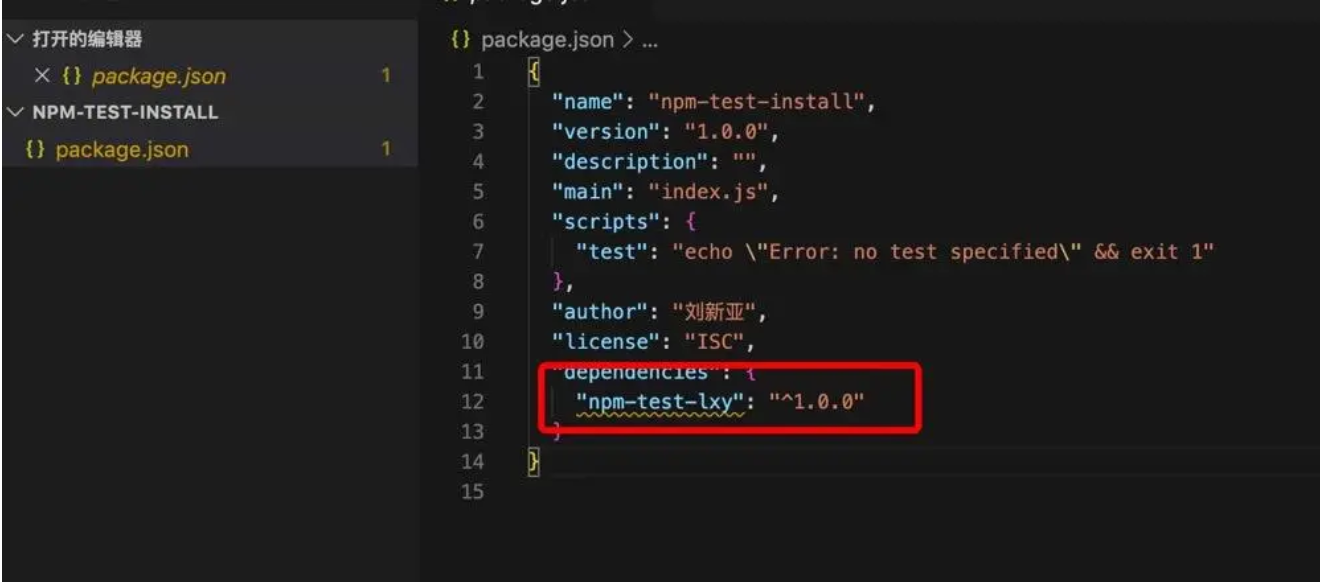 打开的编辑器
{} package.json 1
NPM-TEST-INSTALL
{} package.json 1
{} package.json > ...
1 {
2 "name": "npm-test-install",
3 "version": "1.0.0",
4 "description": "",
5 "main": "index.js",
6 "scripts": {
7 "test": "echo \"Error: no test specified\" && exit 1"
8 },
9 "author": "刘新亚",
10 "license": "ISC",
11 "dependencies": {
12 "npm-test-lxy": "^1.0.0"
13 }
14 }
15